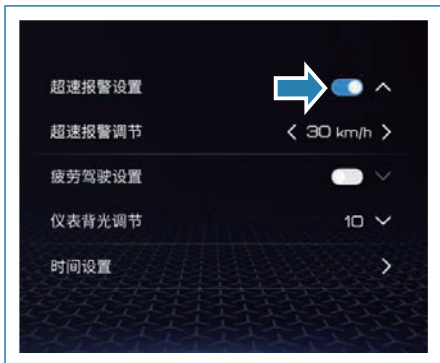 超速报警设置
超速报警调节 < 30 km/h >
疲劳驾驶设置
仪表背光调节 10
时间设置 >